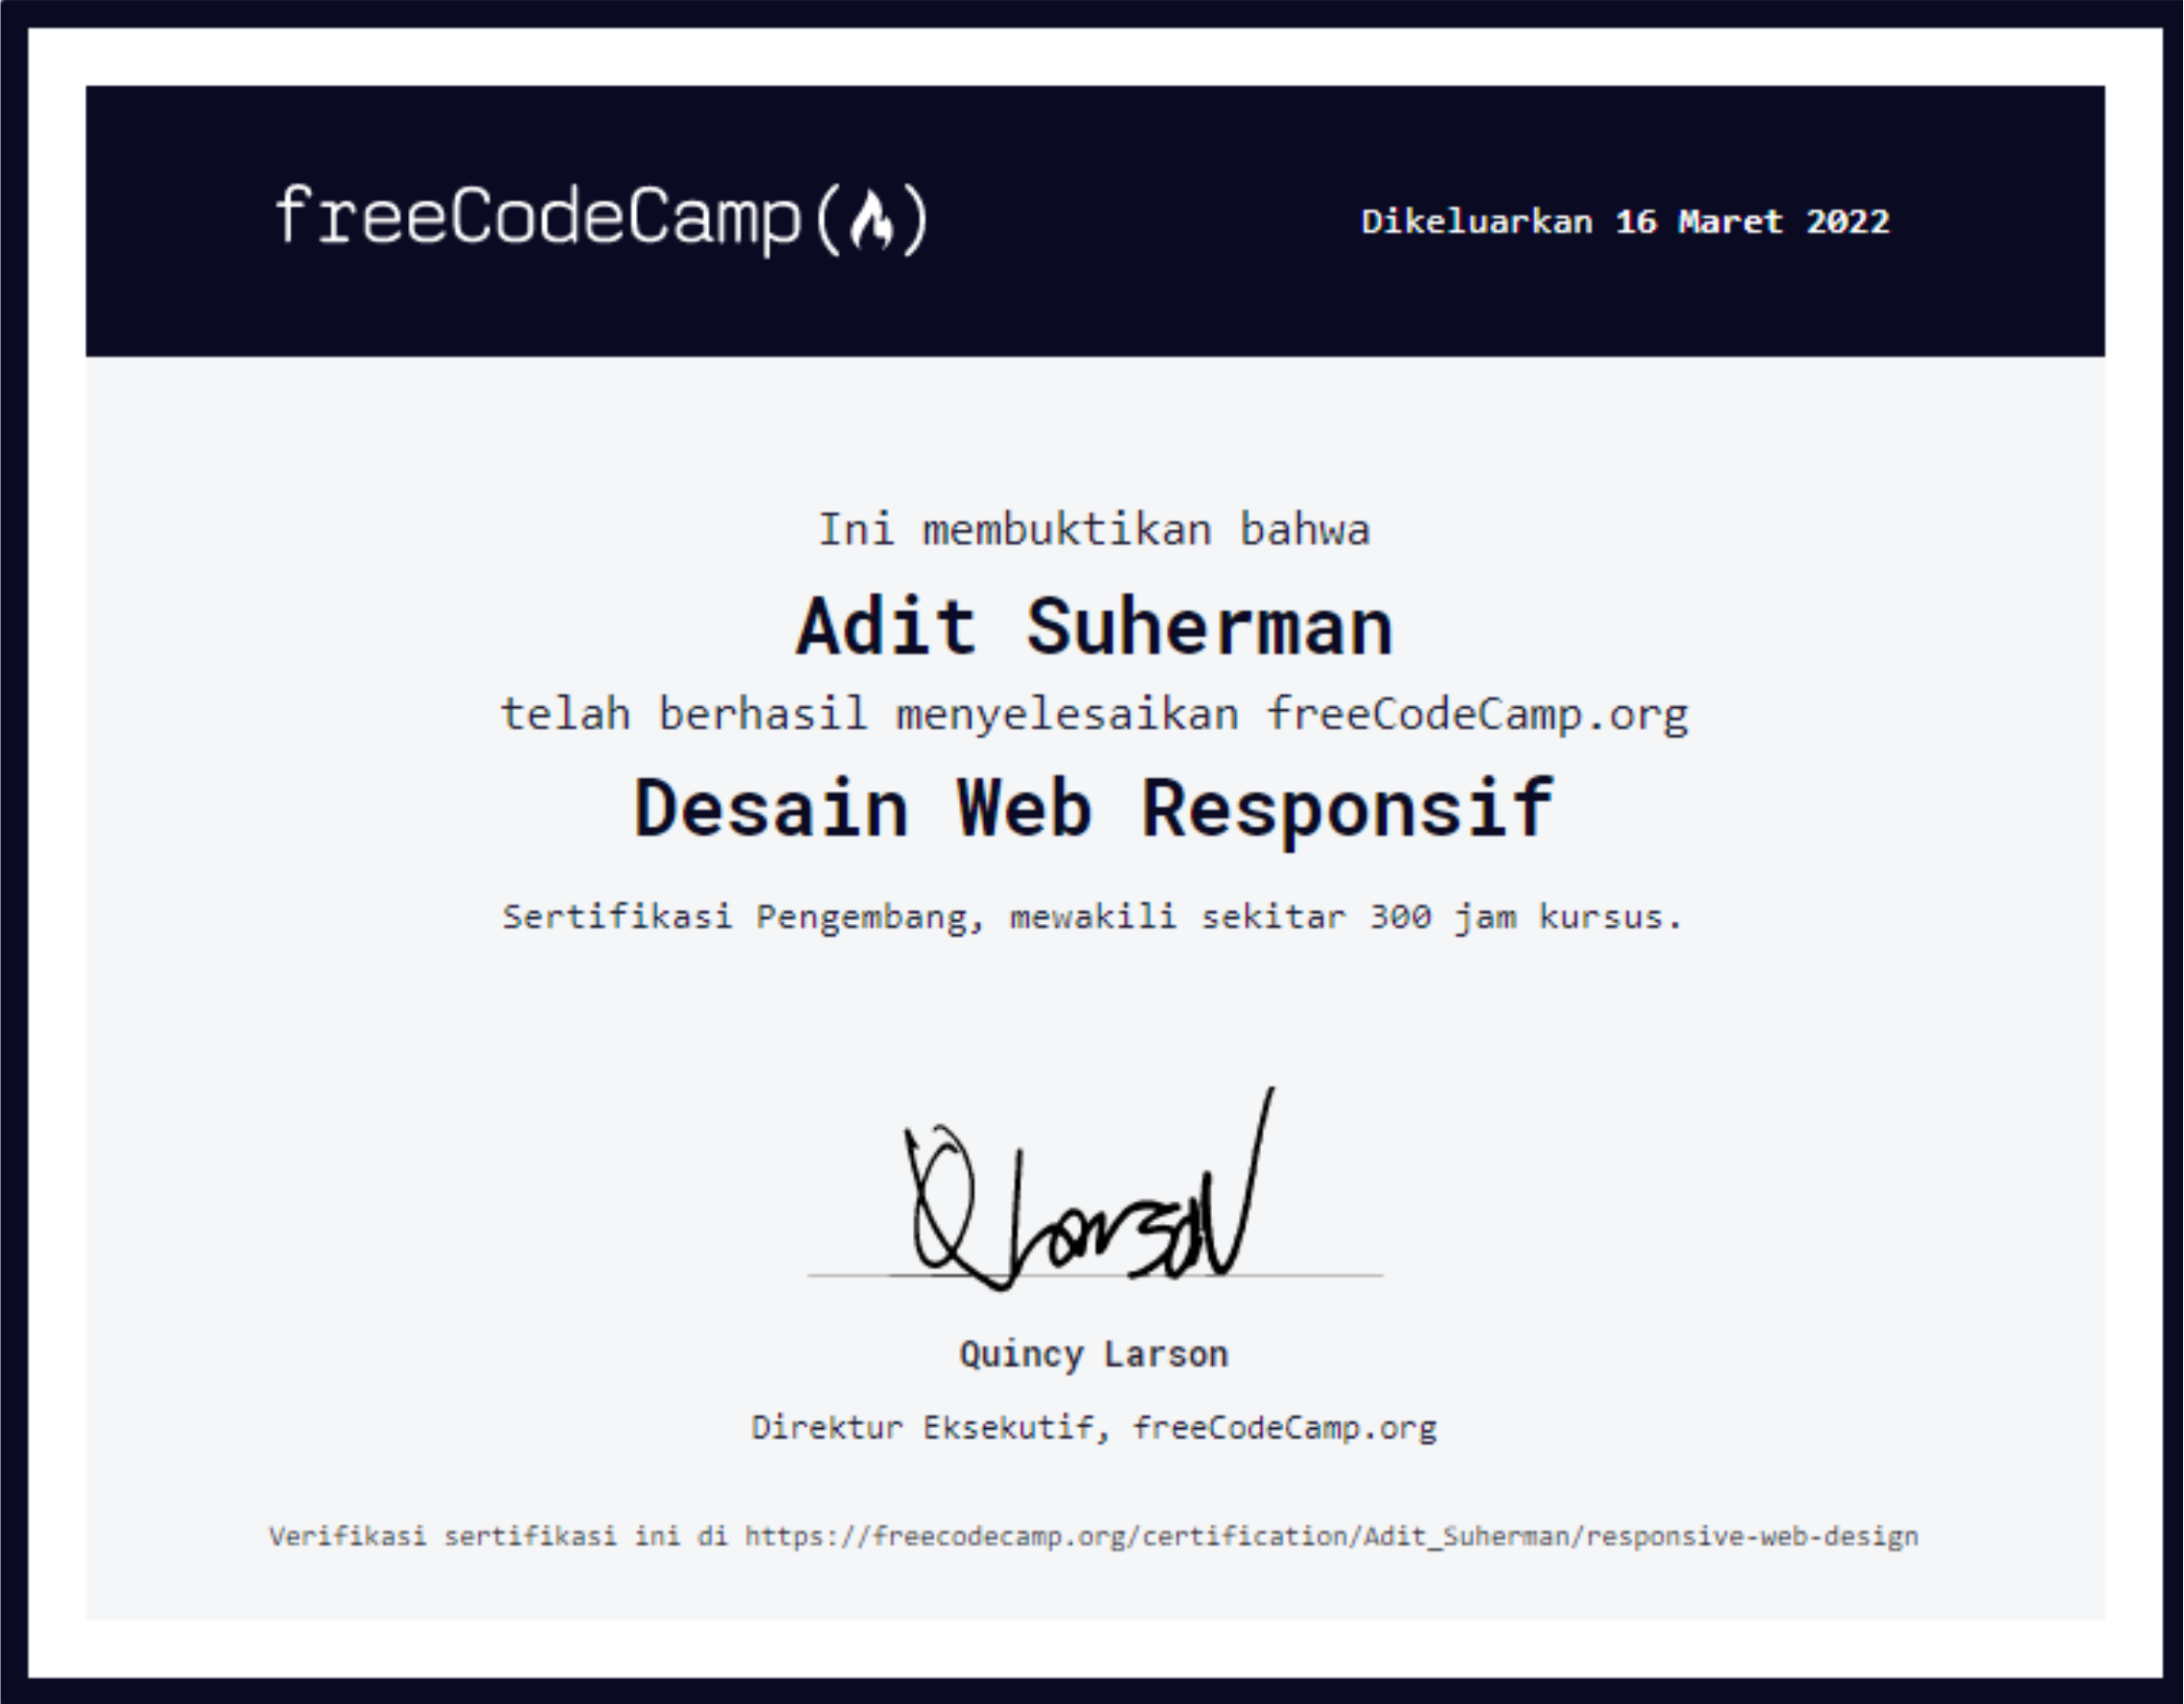 freeCodeCamp(🔥)
Dikeluarkan 16 Maret 2022
Ini membuktikan bahwa
Adit Suherman
telah berhasil menyelesaikan freeCodeCamp.org
Desain Web Responsif
Sertifikasi Pengembang, mewakili sekitar 300 jam kursus.
Q Larson
Quincy Larson
Direktur Eksekutif, freeCodeCamp.org
Verifikasi sertifikasi ini di https://freecodecamp.org/certification/Adit_Suherman/responsive-web-design